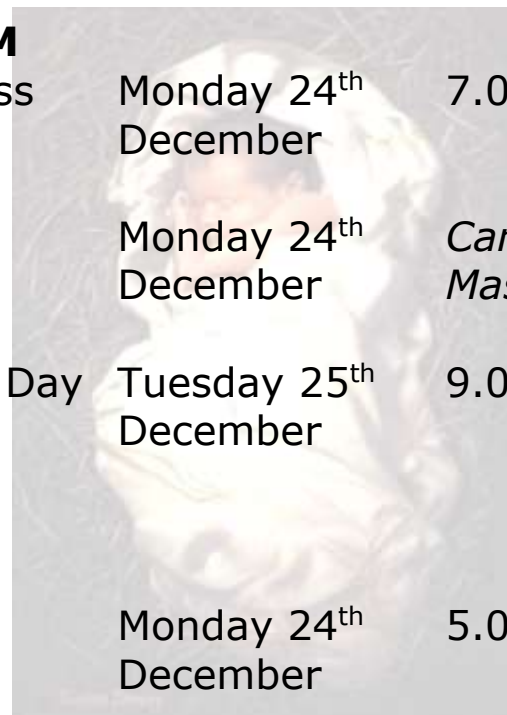 M
ss Monday 24th 7.0
December
Monday 24th Car
December Mas
Day Tuesday 25th 9.0
December
Monday 24th 5.0
December